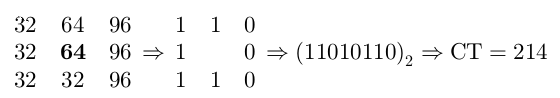 32 64 96 1 1 0
32 64 96 ⇒ 1 0 ⇒ (11010110)₂ ⇒ CT = 214
32 32 96 1 1 0